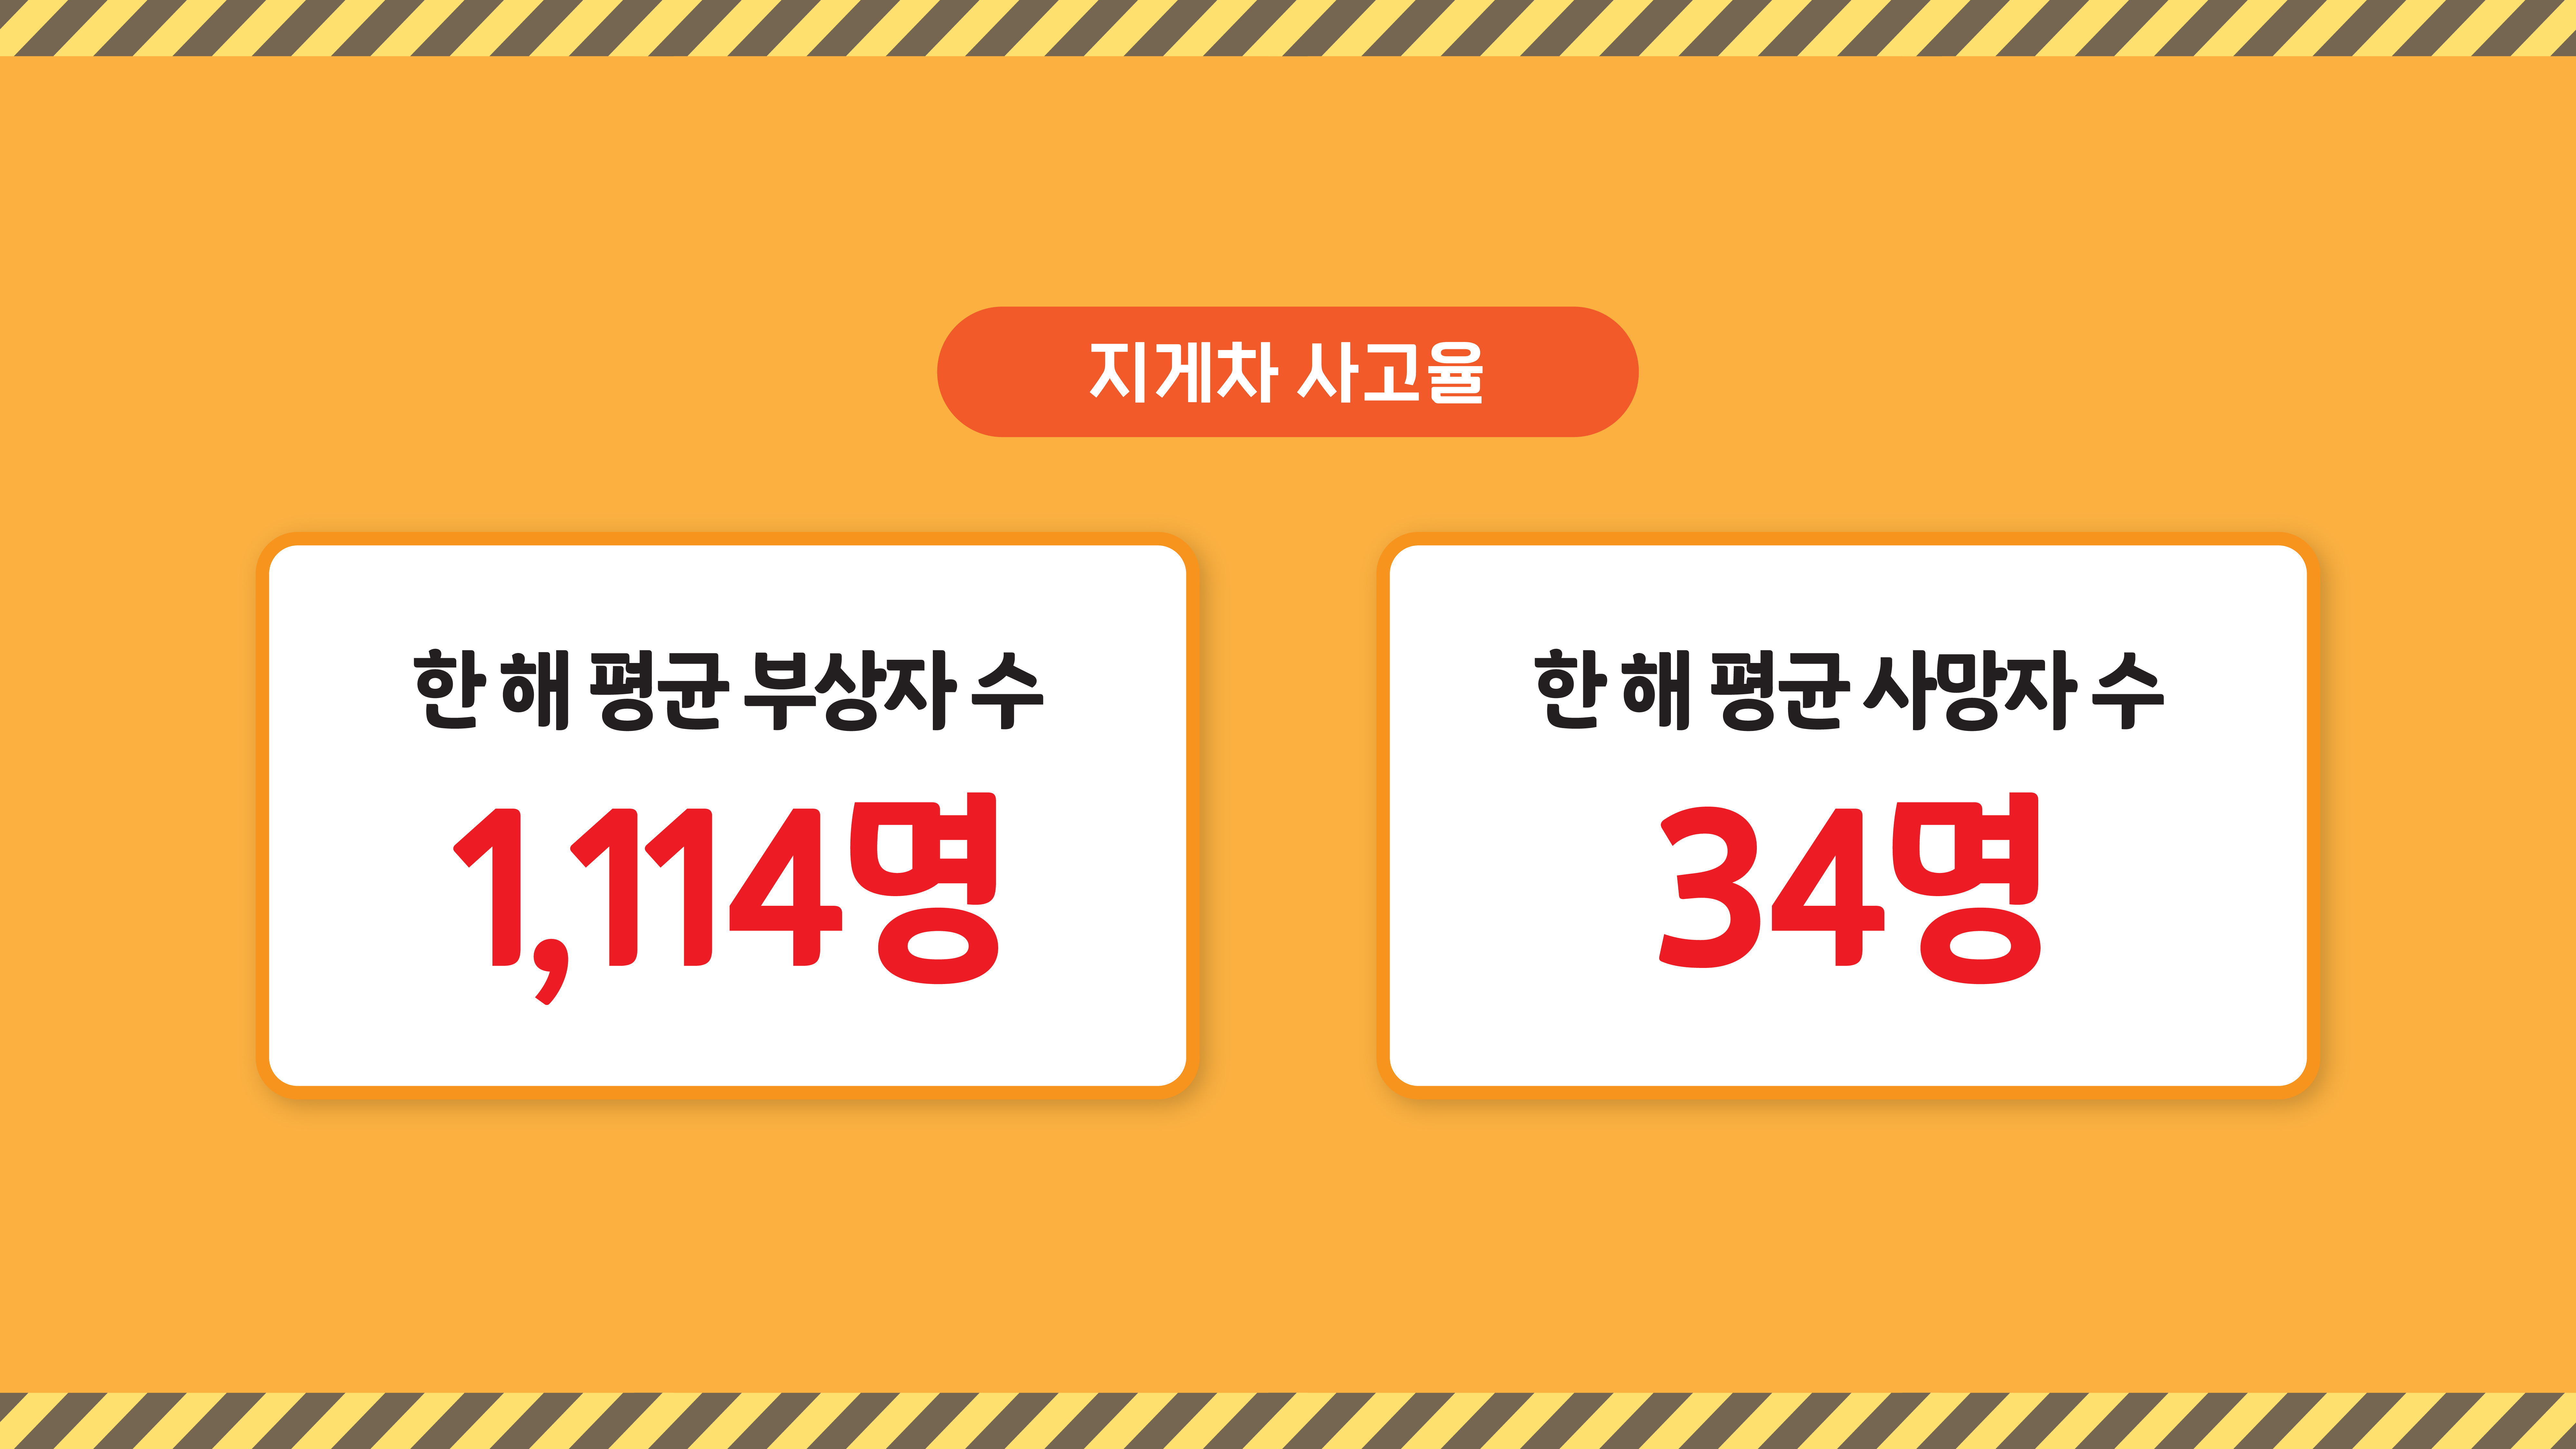 지게차 사고율
한 해 평균 부상자 수
1,114명
한 해 평균 사망자 수
34명